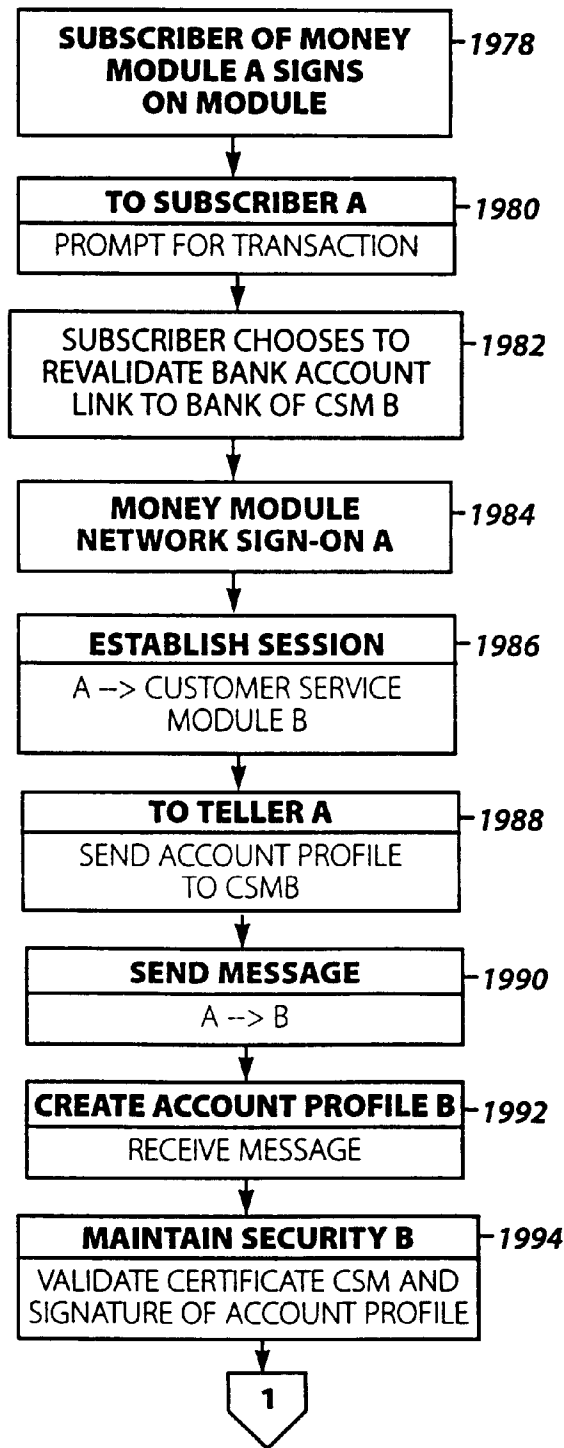 SUBSCRIBER OF MONEY
MODULE A SIGNS
ON MODULE
1978
TO SUBSCRIBER A
1980
PROMPT FOR TRANSACTION
SUBSCRIBER CHOOSES TO
REVALIDATE BANK ACCOUNT
LINK TO BANK OF CSM B
1982
MONEY MODULE
NETWORK SIGN-ON A
1984
ESTABLISH SESSION
1986
A --> CUSTOMER SERVICE
MODULE B
TO TELLER A
1988
SEND ACCOUNT PROFILE
TO CSMB
SEND MESSAGE
1990
A --> B
CREATE ACCOUNT PROFILE B
1992
RECEIVE MESSAGE
MAINTAIN SECURITY B
1994
VALIDATE CERTIFICATE CSM AND
SIGNATURE OF ACCOUNT PROFILE
1